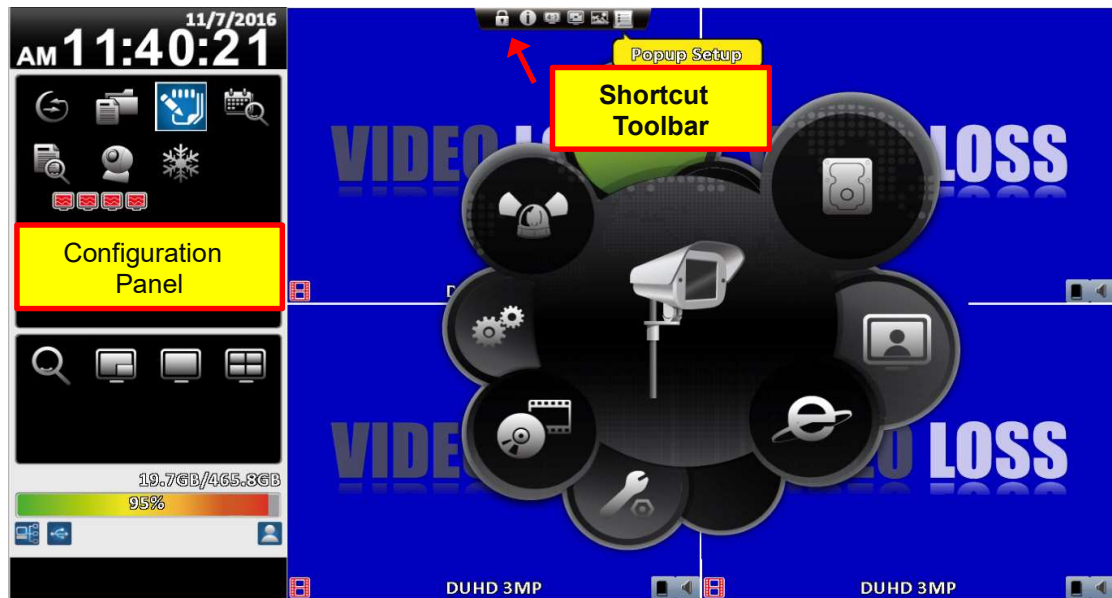 11/7/2016
AM 11:40:21
Configuration
Panel
19.7GB/465.8GB
95%
Popup Setup
Shortcut
Toolbar
VIDEO LOSS
LOSS
VIDE
O LOSS
DUHD 3MP
DUHD 3MP